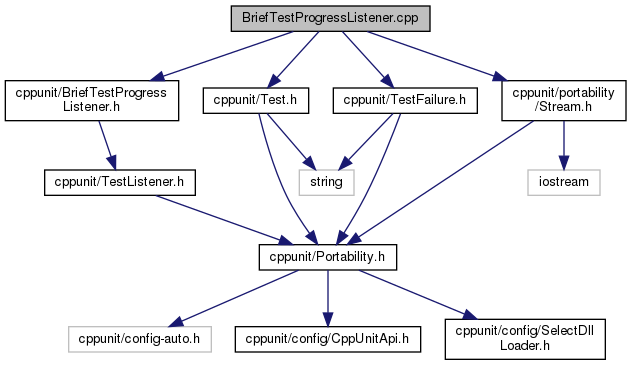 BriefTestProgressListener.cpp
cppunit/BriefTestProgress
Listener.h
cppunit/Test.h
cppunit/TestFailure.h
cppunit/portability
/Stream.h
cppunit/TestListener.h
string
iostream
cppunit/Portability.h
cppunit/config-auto.h
cppunit/config/CppUnitApi.h
cppunit/config/SelectDll
Loader.h